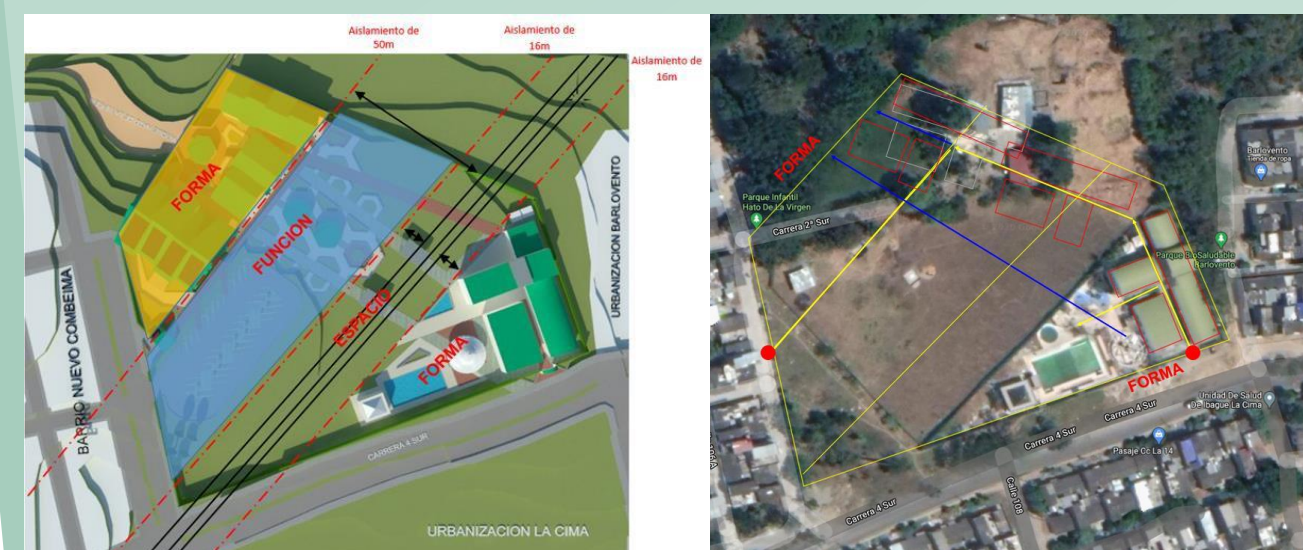 Aislamiento de
50m
Aislamiento de
16m
Aislamiento de
16m
FORMA
FUNCION
ESPACIO
FORMA
BARRIO NUEVO COMBEIMA
URBANIZACION BARLOVENTO
CARRERA 4 SUR
URBANIZACION LA CIMA
FORMA
Parque Infantil
Hato De La Virgen
Carrera 2ª Sur
Barlovento
Tienda de ropa
Parque BioSaludable
Barlovento
FORMA
Unidad De Salud
De Ibague La Cima
Carrera 4 Sur
Carrera 4 Sur
Carrera 4 Sur
Pasaje Cc La 14
Calle 108